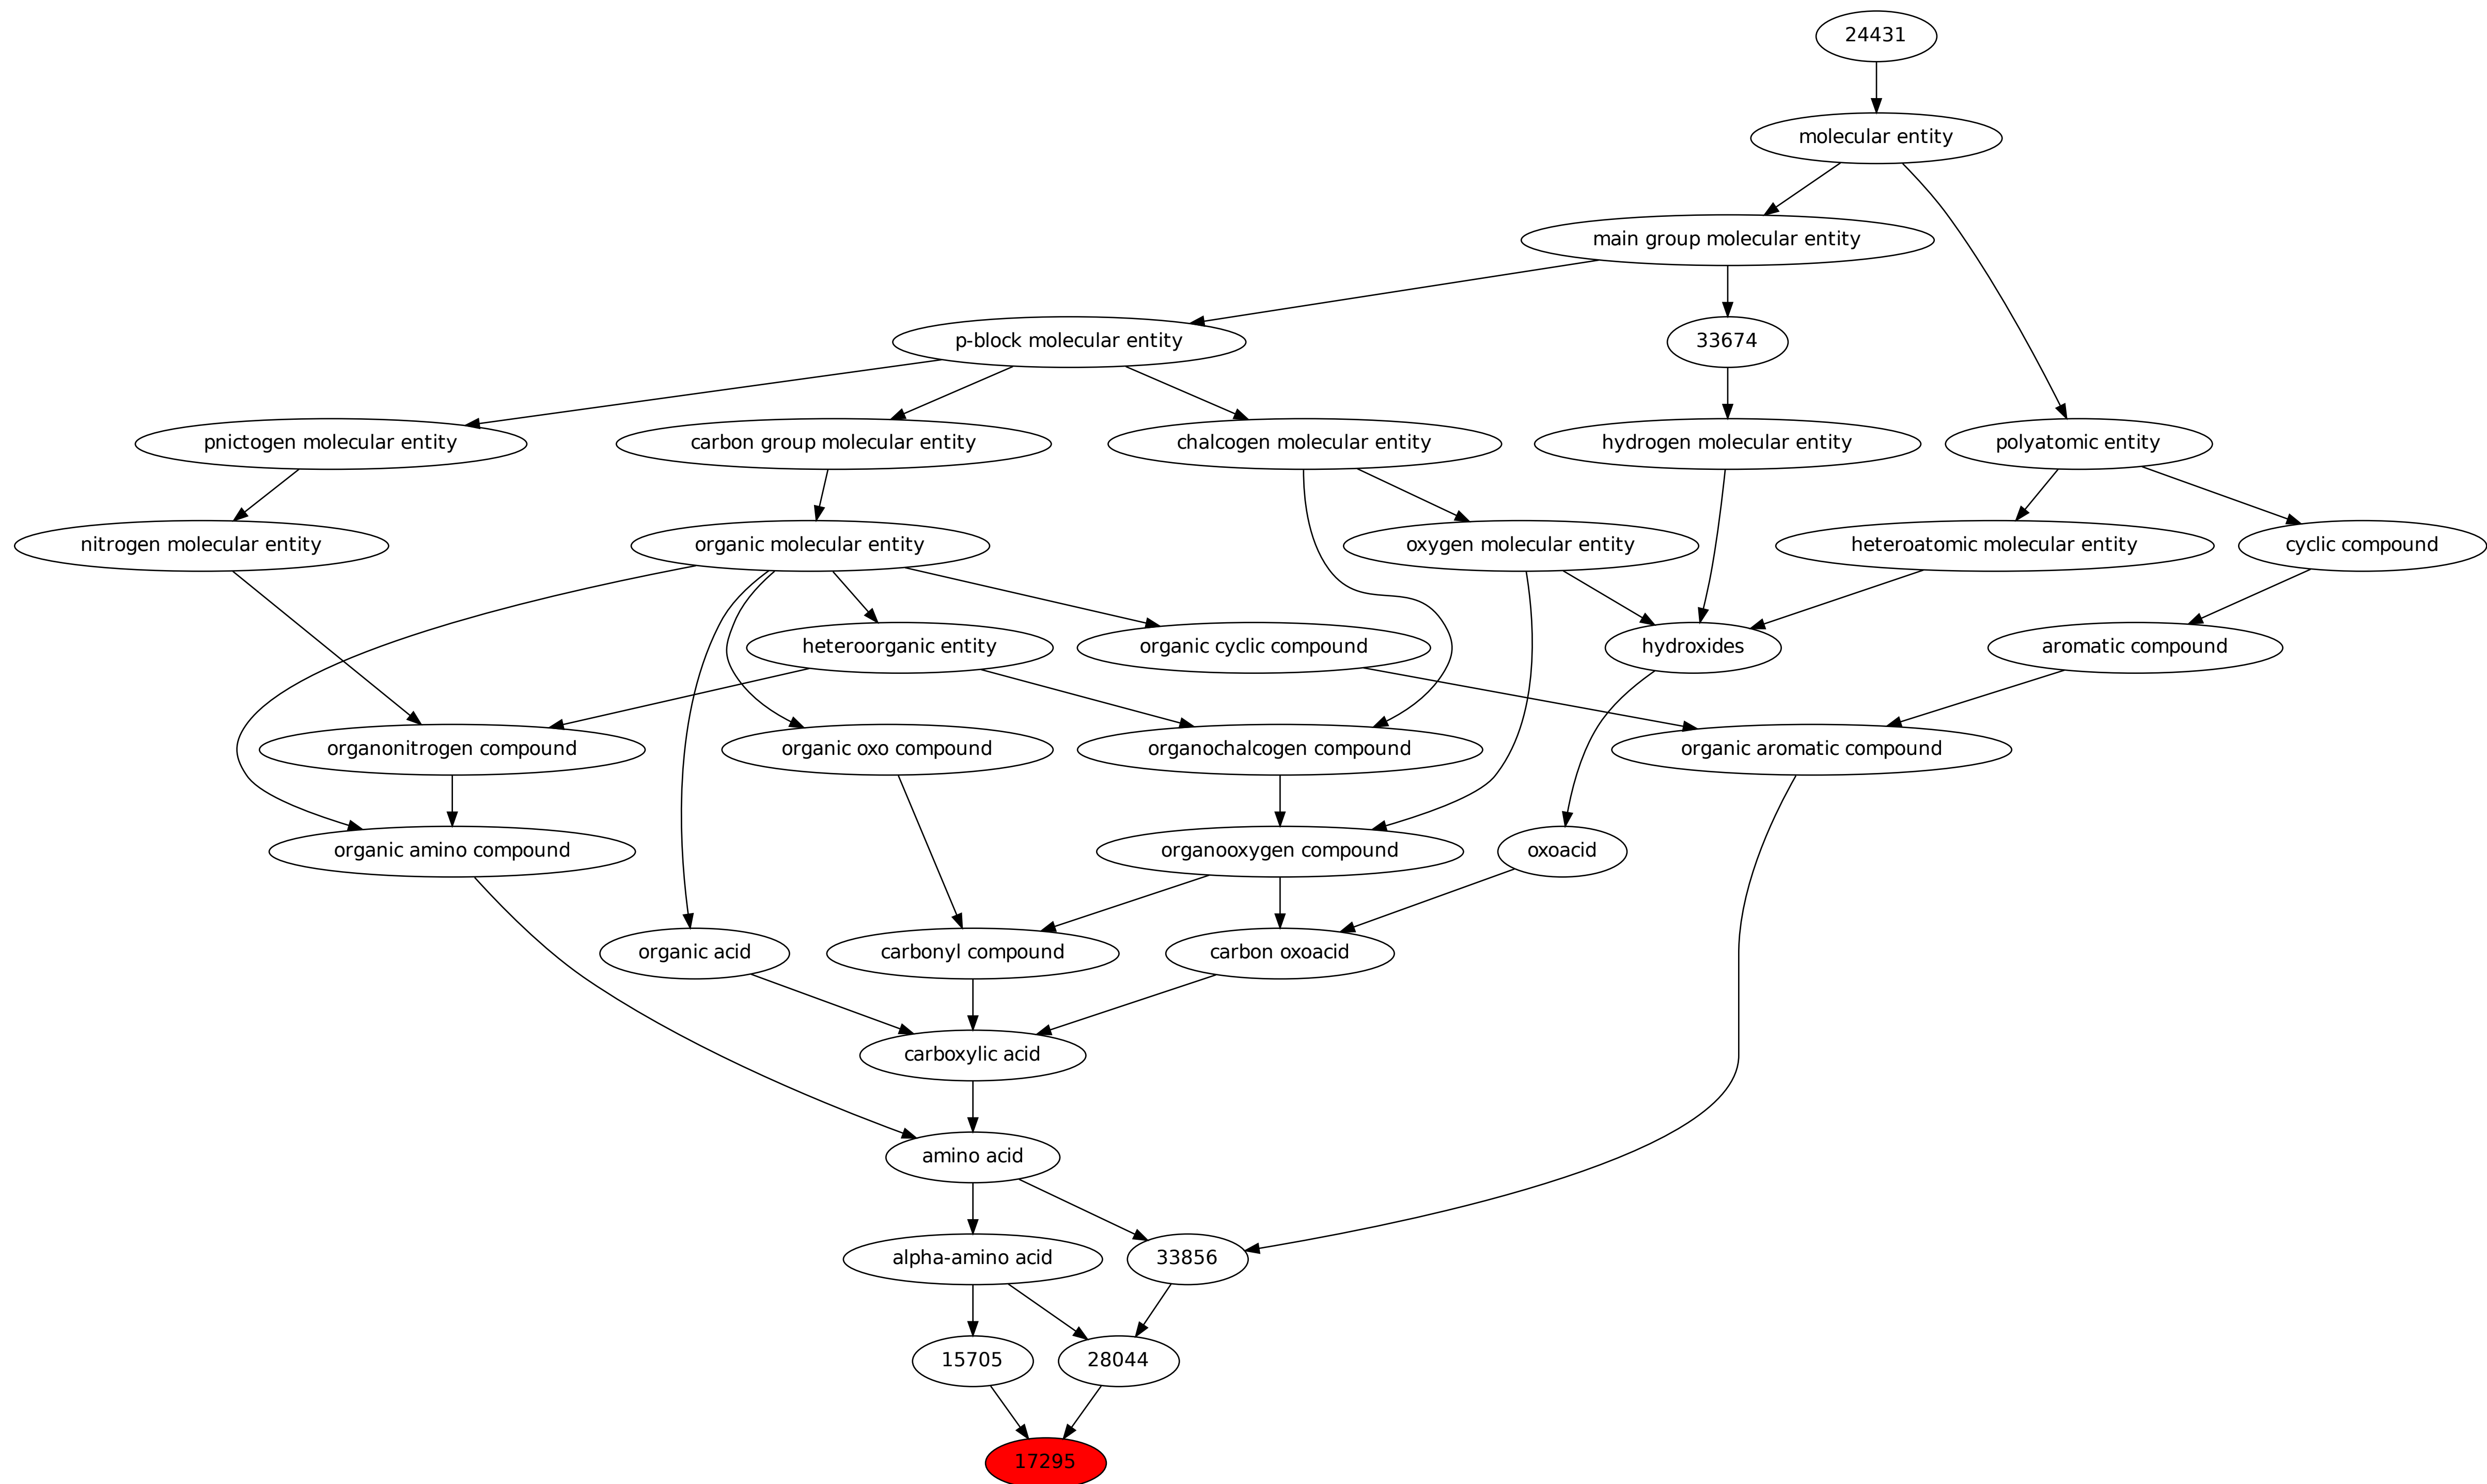 24431
molecular entity
main group molecular entity
p-block molecular entity
33674
pnictogen molecular entity
carbon group molecular entity
chalcogen molecular entity
hydrogen molecular entity
polyatomic entity
nitrogen molecular entity
organic molecular entity
oxygen molecular entity
heteroatomic molecular entity
cyclic compound
heteroorganic entity
organic cyclic compound
hydroxides
aromatic compound
organonitrogen compound
organic oxo compound
organochalcogen compound
organic aromatic compound
organic amino compound
organooxygen compound
oxoacid
organic acid
carbonyl compound
carbon oxoacid
carboxylic acid
amino acid
alpha-amino acid
33856
15705
28044
17295